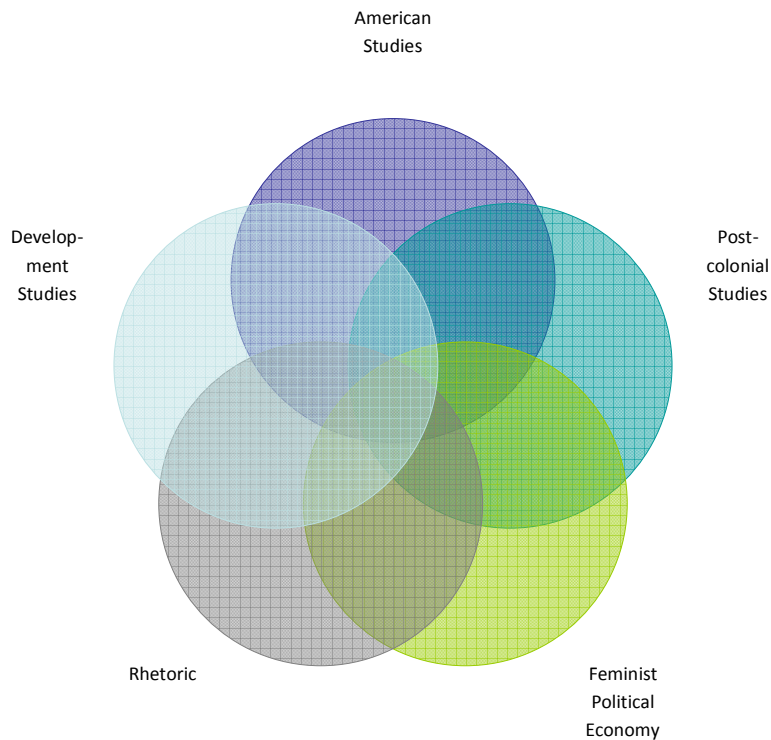 American
Studies
Develop-
ment
Studies
Post-
colonial
Studies
Rhetoric
Feminist
Political
Economy